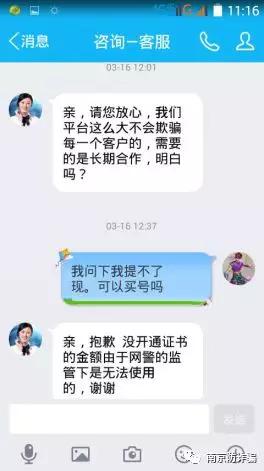 11:16
消息
咨询—客服
03-16 12:01
亲，请您放心，我们
平台这么大不会欺骗
每一个客户的，需要
的是长期合作，明白
吗？
03-16 12:37
我问下我提不了
现。可以买号吗
亲，抱歉 没开通证书
的金额由于网警的监
管下是无法使用
的，谢谢
发送
南京防诈骗